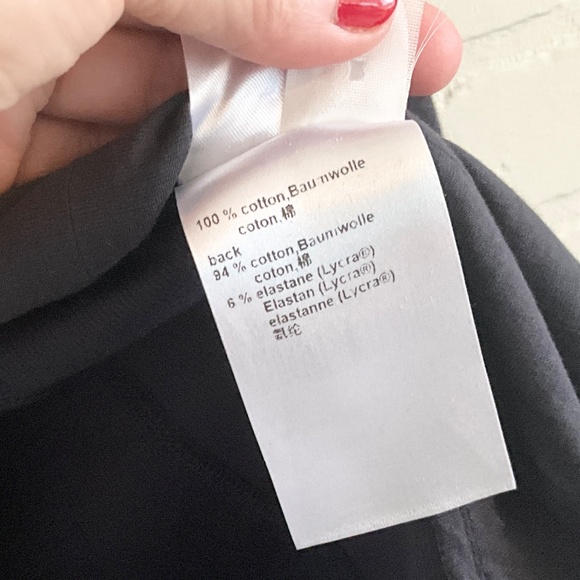 100 % cotton,Baumwolle
coton,棉
back
94 % cotton,Baumwolle
coton,棉
6 % elastane (Lycra®)
Elastan (Lycra®)
elastanne (Lycra®)
氨纶